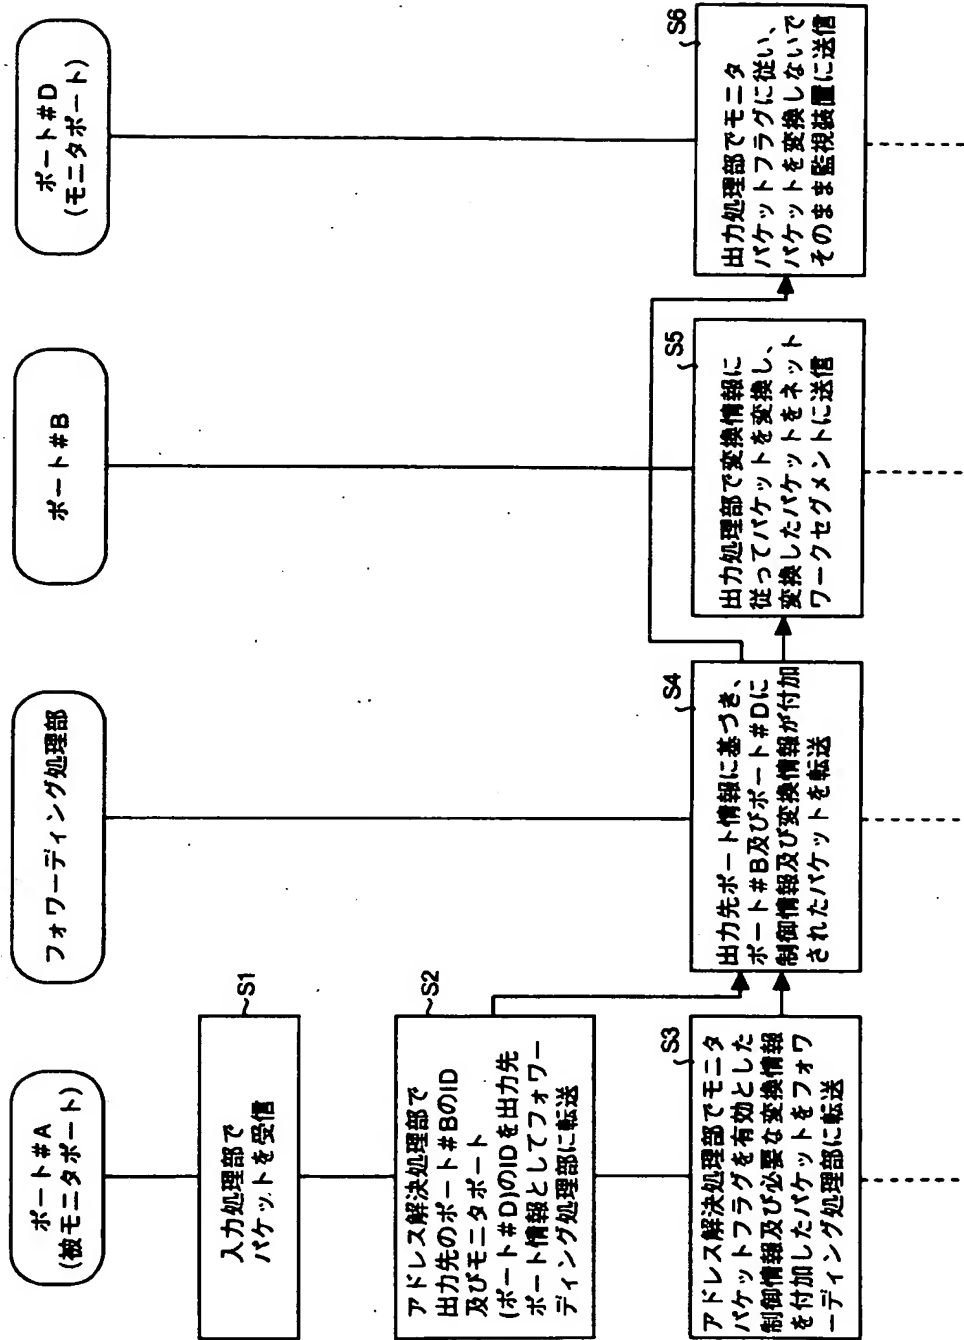 ポート#A
(被モニタポート)
フォワーディング処理部
ポート#B
ポート#D
(モニタポート)
S1
入力処理部で
パケットを受信
S2
アドレス解決処理部で
出力先のポート#BのID
及びモニタポート
(ポート#D)のIDを出力先
ポート情報としてフォワー
ディング処理部に転送
S3
アドレス解決処理部でモニタ
パケットフラグを有効とした
制御情報及び必要な変換情報
を付加したパケットをフォワ
ーディング処理部に転送
S4
出力先ポート情報に基づき、
ポート#B及びポート#Dに
制御情報及び変換情報が付加
されたパケットを転送
S5
出力処理部で変換情報に
従ってパケットを変換し、
変換したパケットをネット
ワークセグメントに送信
S6
出力処理部でモニタ
パケットフラグに従い、
パケットを変換しないで
そのまま監視装置に送信